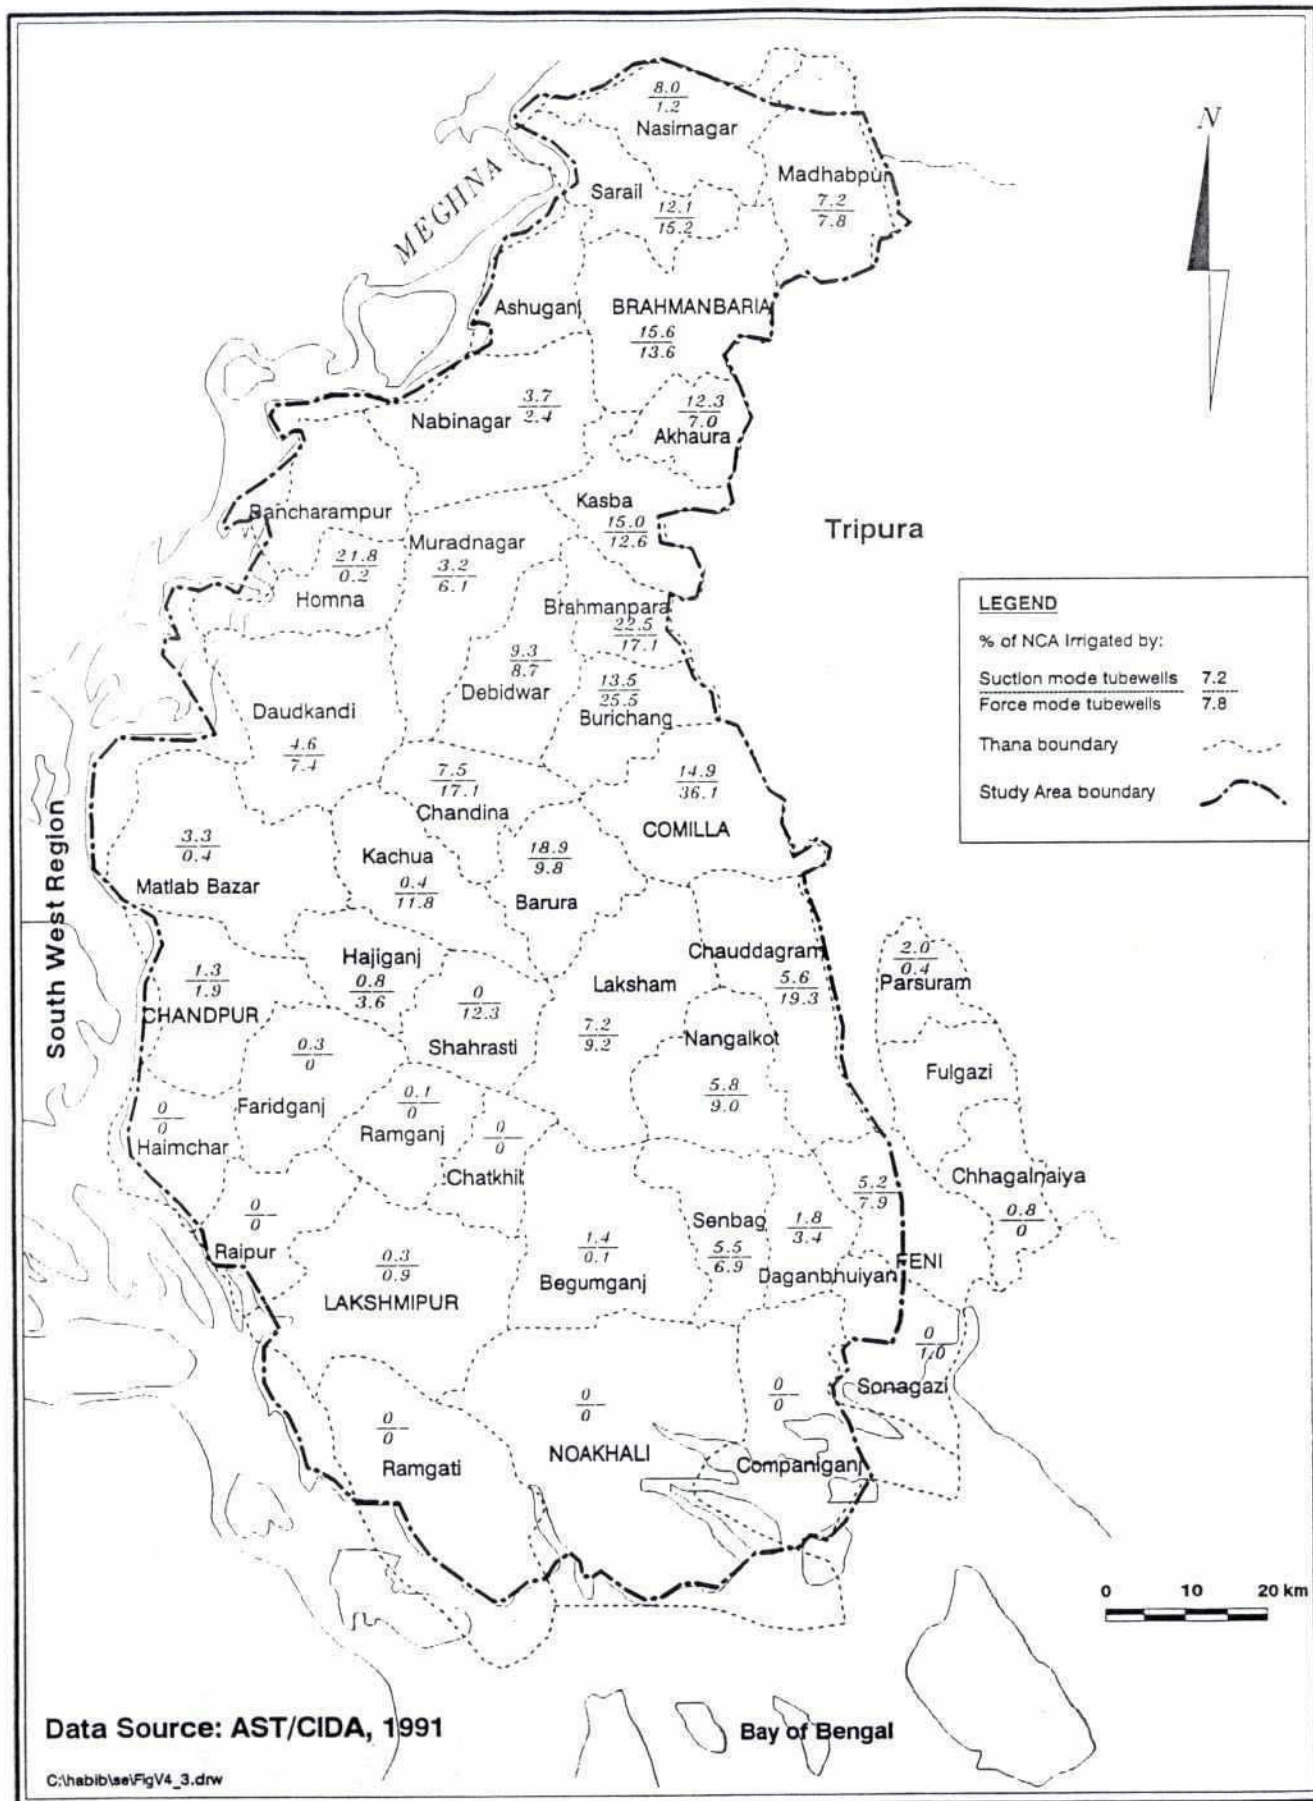 8.0
1.2
Nasirnagar
N
Madhabpur
7.2
7.8
MEGHNA
Sarail
12.1
15.2
Ashuganj
BRAHMANBARIA
15.6
13.6
Nabinagar
3.7
2.4
12.3
7.0
Akhaura
Bancharampur
Kasba
15.0
12.6
Tripura
Muradnagar
3.2
6.1
21.8
0.2
Homna
Brahmanpara
22.5
17.1
LEGEND
% of NCA Irrigated by:
Suction mode tubewells 7.2
Force mode tubewells 7.8
Thana boundary
Study Area boundary
9.3
8.7
Debidwar
13.5
25.5
Burichang
Daudkandi
4.6
7.4
7.5
17.1
Chandina
14.9
36.1
COMILLA
South West Region
3.3
0.4
Matlab Bazar
Kachua
0.4
11.8
18.9
9.8
Barura
Hajiganj
0.8
3.6
Chauddagram
5.6
19.3
2.0
0.4
Parsuram
1.3
1.9
CHANDPUR
0
12.3
Shahrasti
Laksham
7.2
9.2
Nangalkot
5.8
9.0
Fulgazi
0.3
0
Faridganj
0.1
0
Ramganj
0
0
Haimchar
0
0
Chatkhil
Chhagalnaiya
0.8
0
5.2
7.9
FENI
0
0
Raipur
0.3
0.9
LAKSHMIPUR
1.4
0.1
Begumganj
Senbag
5.5
6.9
1.8
3.4
Daganbhuiyan
0
1.0
Sonagazi
0
0
Ramgati
0
0
NOAKHALI
0
0
Companiganj
0 10 20 km
Data Source: AST/CIDA, 1991
Bay of Bengal
C:\habib\se\FigV4_3.drw